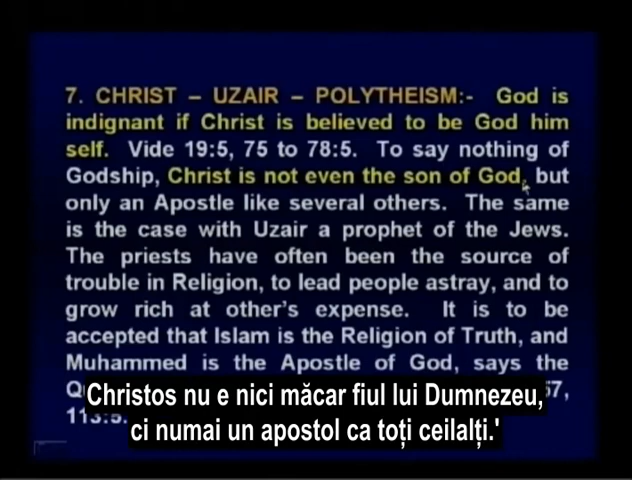 7. CHRIST – UZAIR – POLYTHEISM:- God is
indignant if Christ is believed to be God him
self. Vide 19:5, 75 to 78:5. To say nothing of
Godship, Christ is not even the son of God, but
only an Apostle like several others. The same
is the case with Uzair a prophet of the Jews.
The priests have often been the source of
trouble in Religion, to lead people astray, and to
grow rich at other's expense. It is to be
accepted that Islam is the Religion of Truth, and
Muhammed is the Apostle of God, says the
113:5.
Christos nu e nici măcar fiul lui Dumnezeu,
ci numai un apostol ca toți ceilalți.'